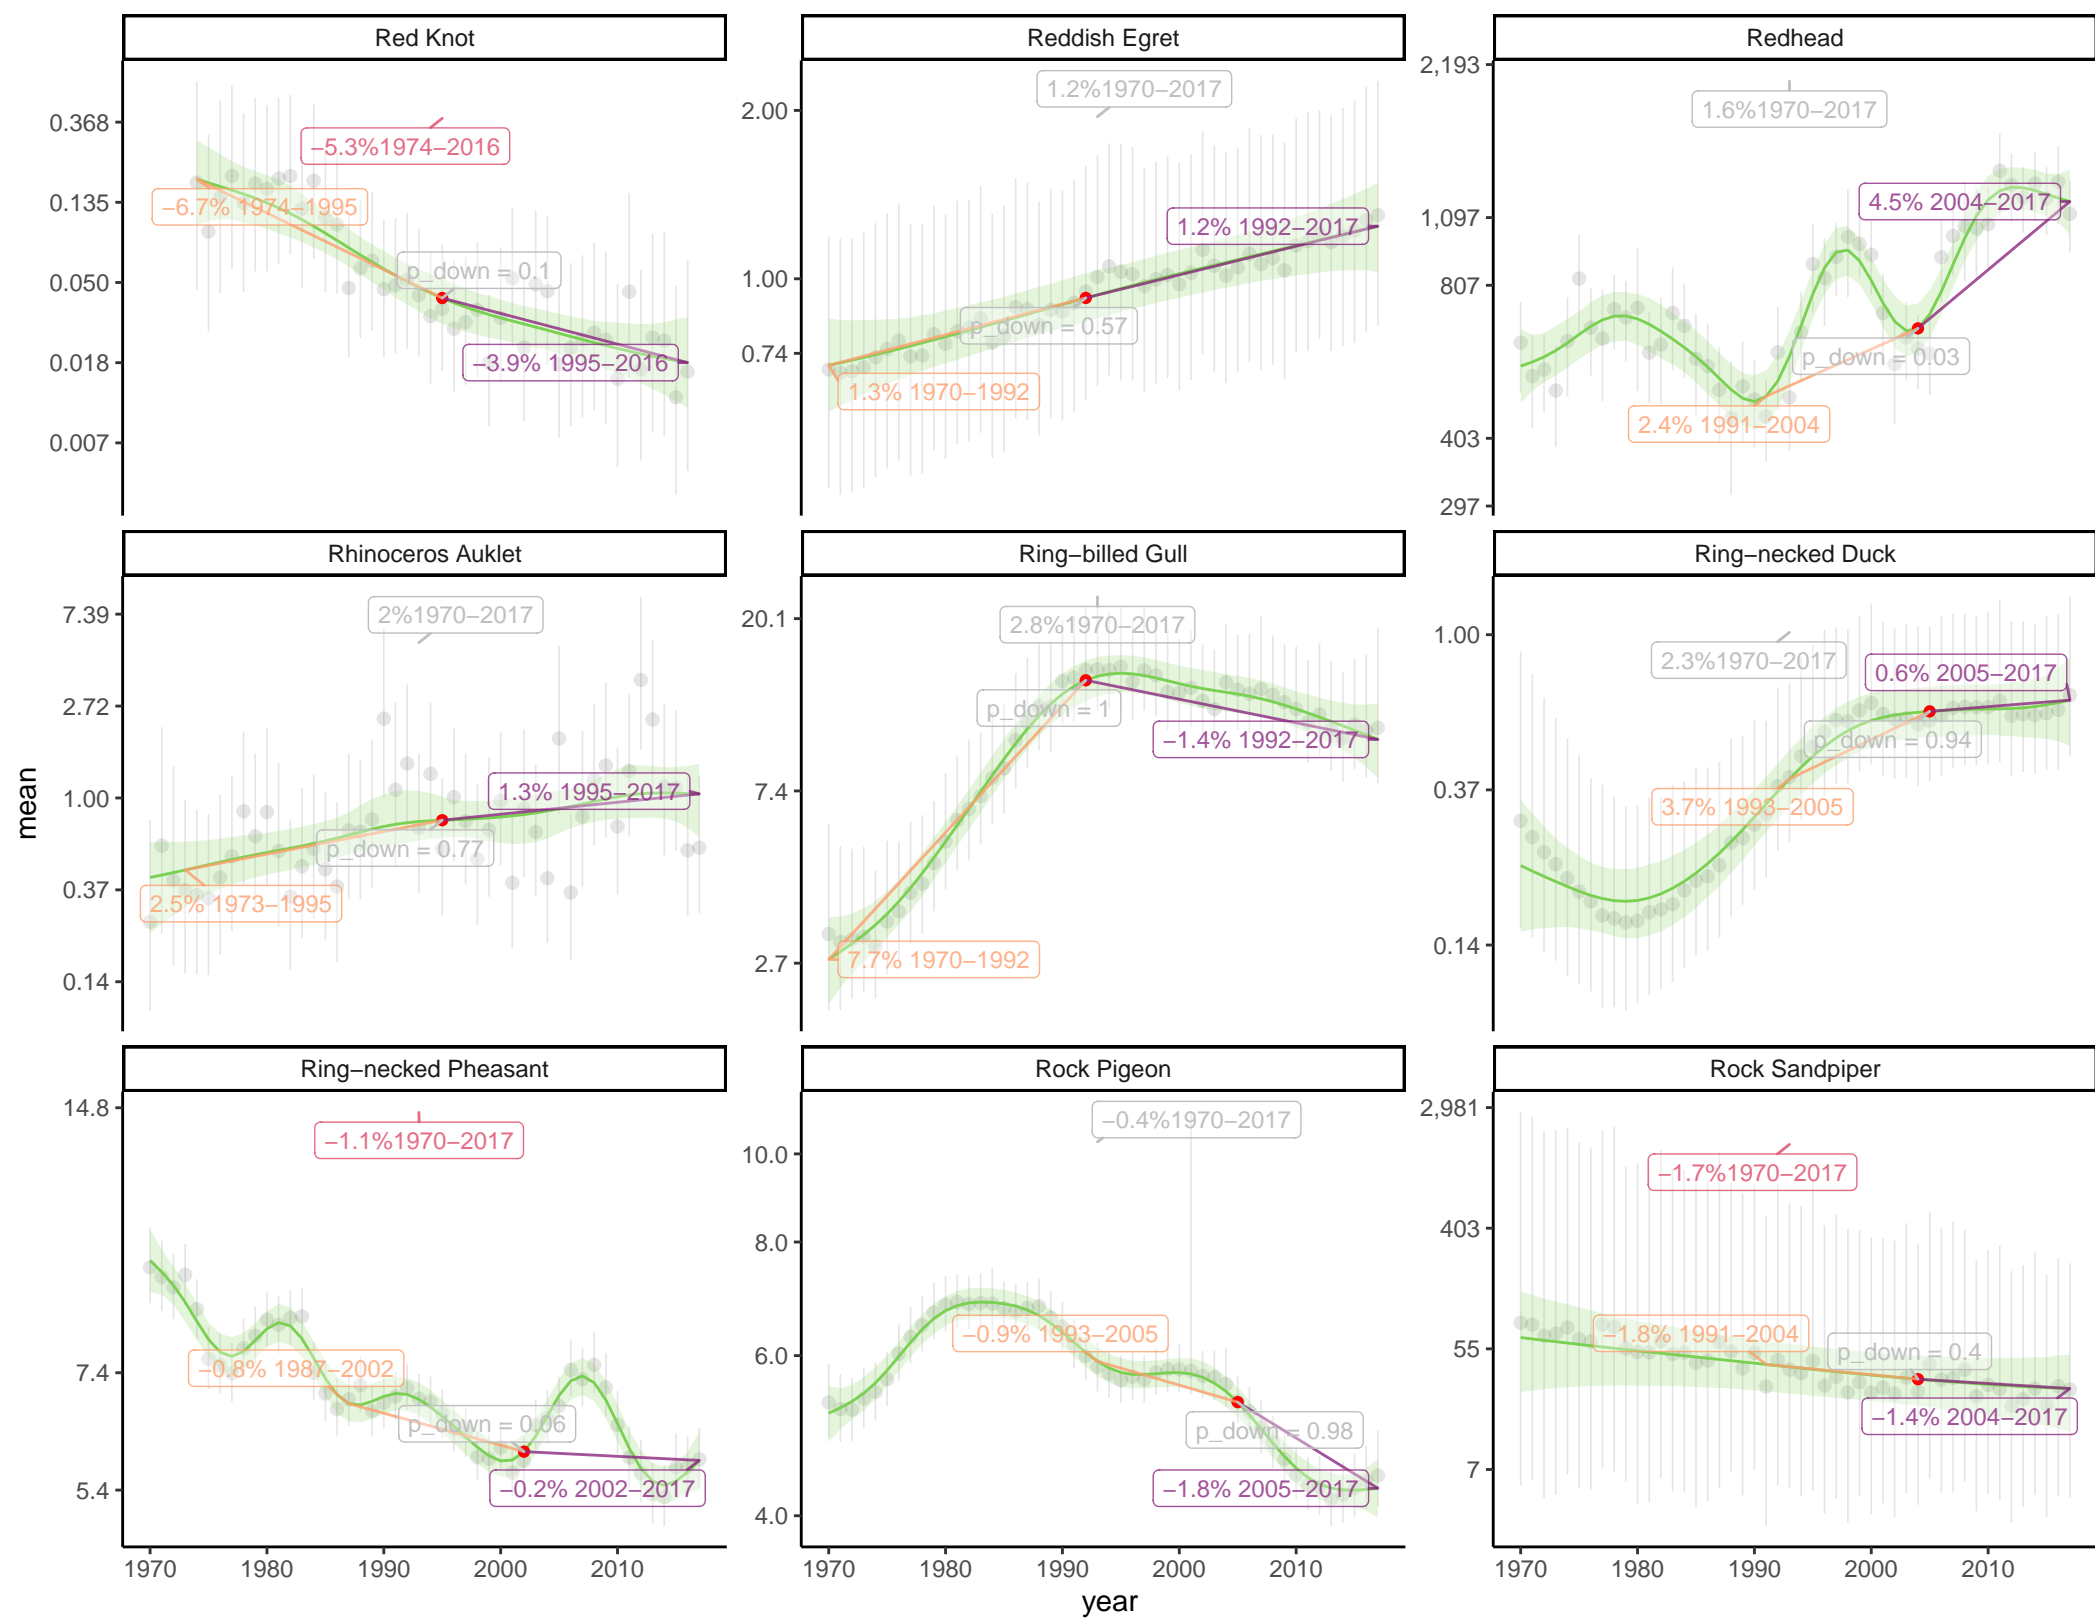 Red Knot
Reddish Egret
Redhead
0.368
0.135
0.050
0.018
0.007
−5.3%1974−2016
−6.7% 1974−1995
p_down = 0.1
−3.9% 1995−2016
2.00
1.00
0.74
1.2%1970−2017
1.2% 1992−2017
p_down = 0.57
1.3% 1970−1992
2,193
1,097
807
403
297
1.6%1970−2017
4.5% 2004−2017
p_down = 0.03
2.4% 1991−2004
Rhinoceros Auklet
Ring−billed Gull
Ring−necked Duck
mean
7.39
2.72
1.00
0.37
0.14
2%1970−2017
1.3% 1995−2017
p_down = 0.77
2.5% 1973−1995
20.1
7.4
2.7
2.8%1970−2017
p_down = 1
−1.4% 1992−2017
7.7% 1970−1992
1.00
0.37
0.14
2.3%1970−2017
0.6% 2005−2017
p_down = 0.94
3.7% 1993−2005
Ring−necked Pheasant
Rock Pigeon
Rock Sandpiper
14.8
7.4
5.4
−1.1%1970−2017
−0.8% 1987−2002
p_down = 0.06
−0.2% 2002−2017
10.0
8.0
6.0
4.0
−0.4%1970−2017
−0.9% 1993−2005
p_down = 0.98
−1.8% 2005−2017
2,981
403
55
7
−1.7%1970−2017
−1.8% 1991−2004
p_down = 0.4
−1.4% 2004−2017
1970 1980 1990 2000 2010
1970 1980 1990 2000 2010
1970 1980 1990 2000 2010
year